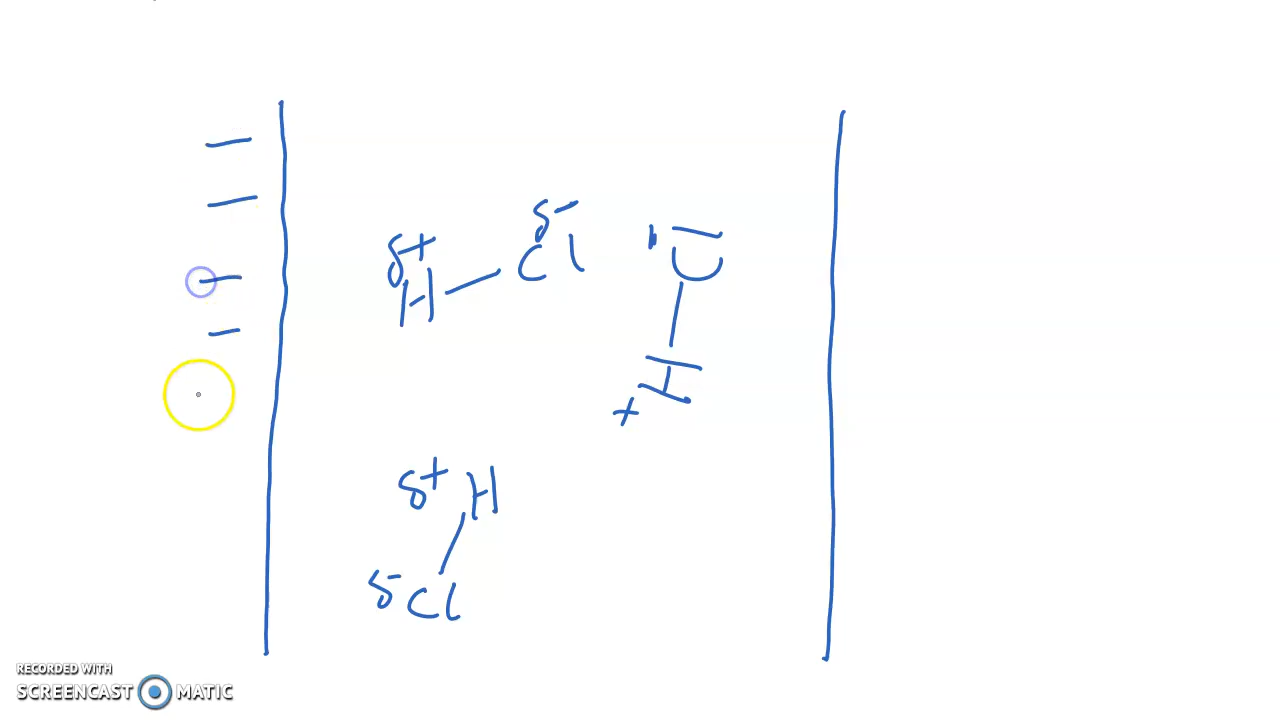 δ-
δ+ Cl
H
-
Cl
H
+
δ+ H
δ- Cl
RECORDED WITH
SCREENCAST MATIC